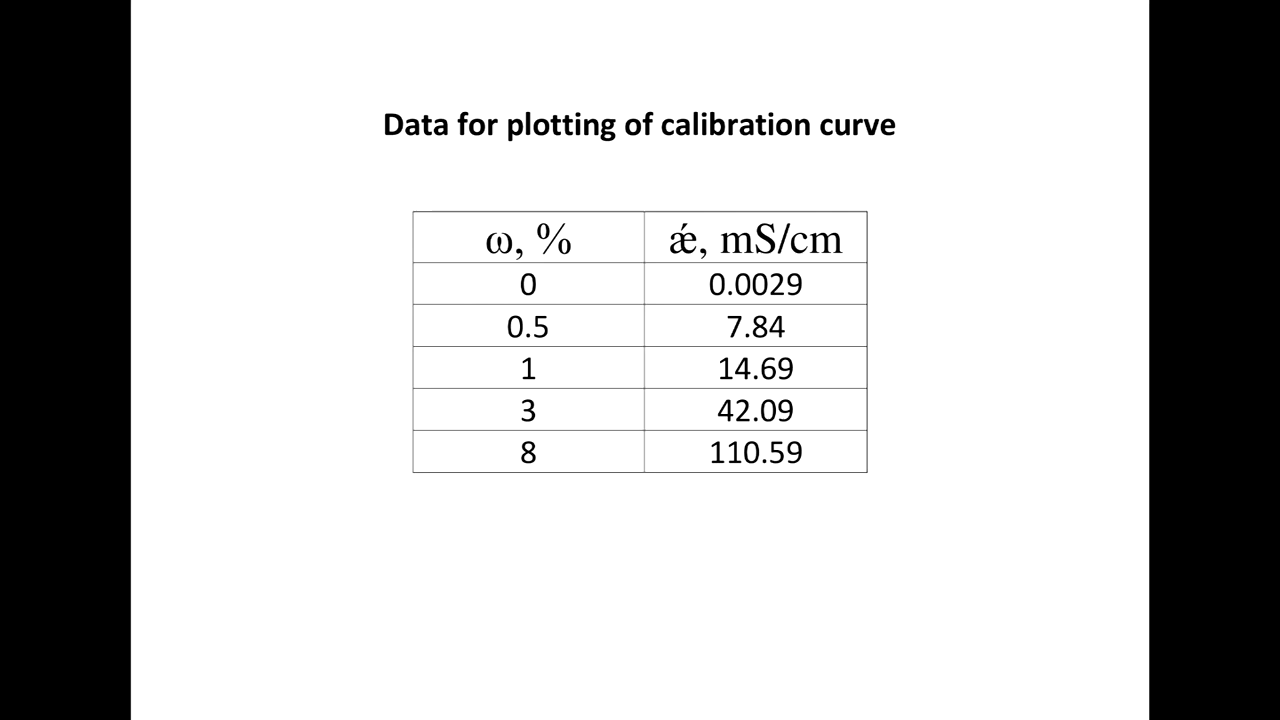 Data for plotting of calibration curve
ω, % ǽ, mS/cm
0 0.0029
0.5 7.84
1 14.69
3 42.09
8 110.59